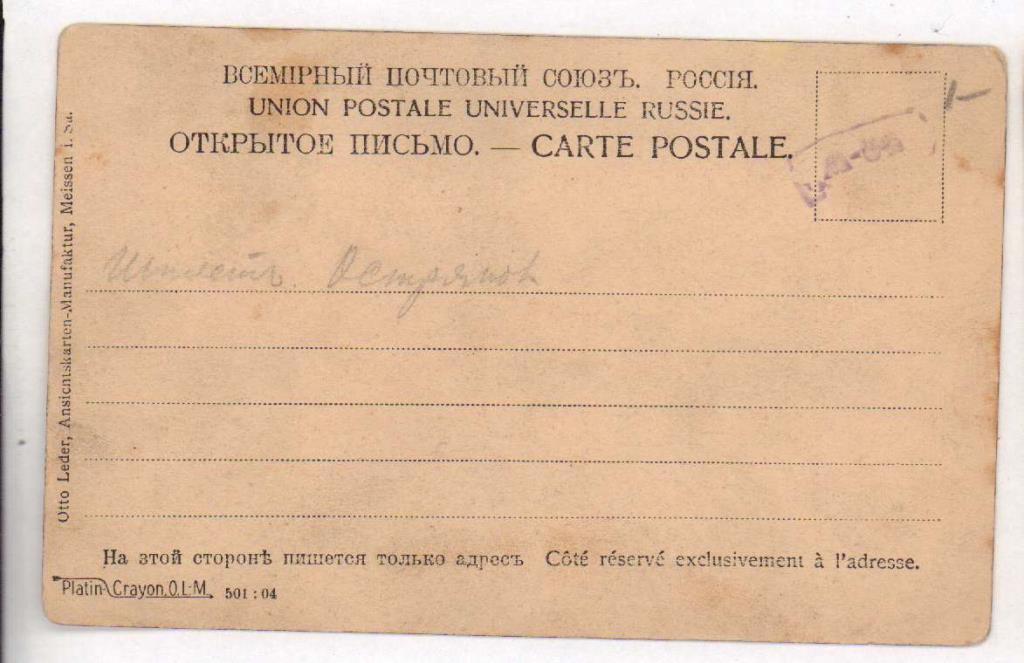 ВСЕМІРНЫЙ ПОЧТОВЫЙ СОЮЗЪ. РОССІЯ.
UNION POSTALE UNIVERSELLE RUSSIE.
ОТКРЫТОЕ ПИСЬМО. — CARTE POSTALE.
Otto Leder, Ansichtskarten-Manufaktur, Meissen i. Sa.
На этой сторонѣ пишется только адресъ Côté réservé exclusivement à l'adresse.
Platin-Crayon.O.L.M. 501 : 04